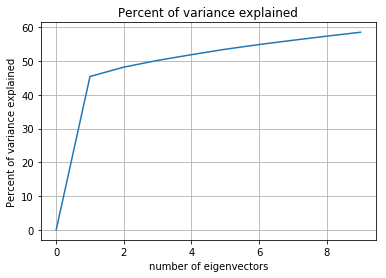 Percent of variance explained
Percent of variance explained
60
50
40
30
20
10
0
0 2 4 6 8
number of eigenvectors